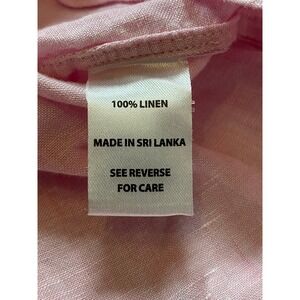 100% LINEN
MADE IN SRI LANKA
SEE REVERSE
FOR CARE